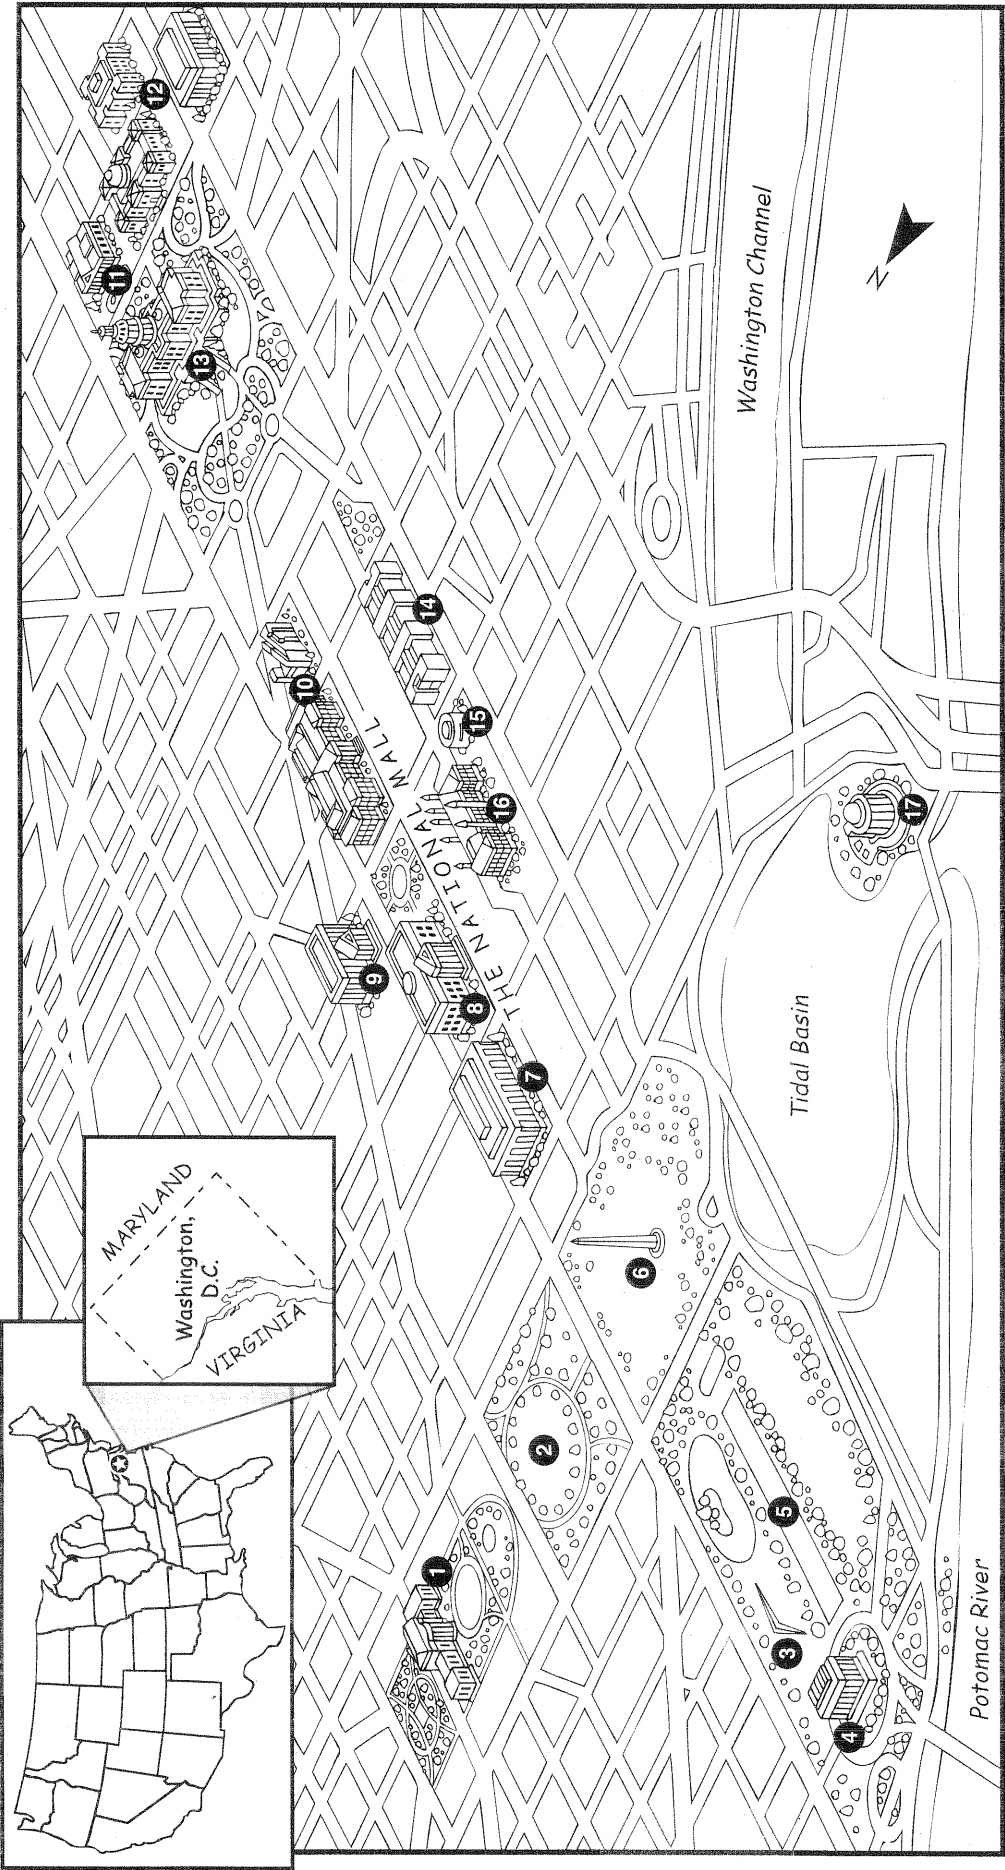 MARYLAND
Washington,
D.C.
VIRGINIA
1
2
3
4
5
6
7
8
9
10
11
12
13
14
15
16
17
THE NATIONAL MALL
Tidal Basin
Washington Channel
Potomac River
N